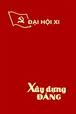 ĐẠI HỘI XI
Xây dựng
ĐẢNG